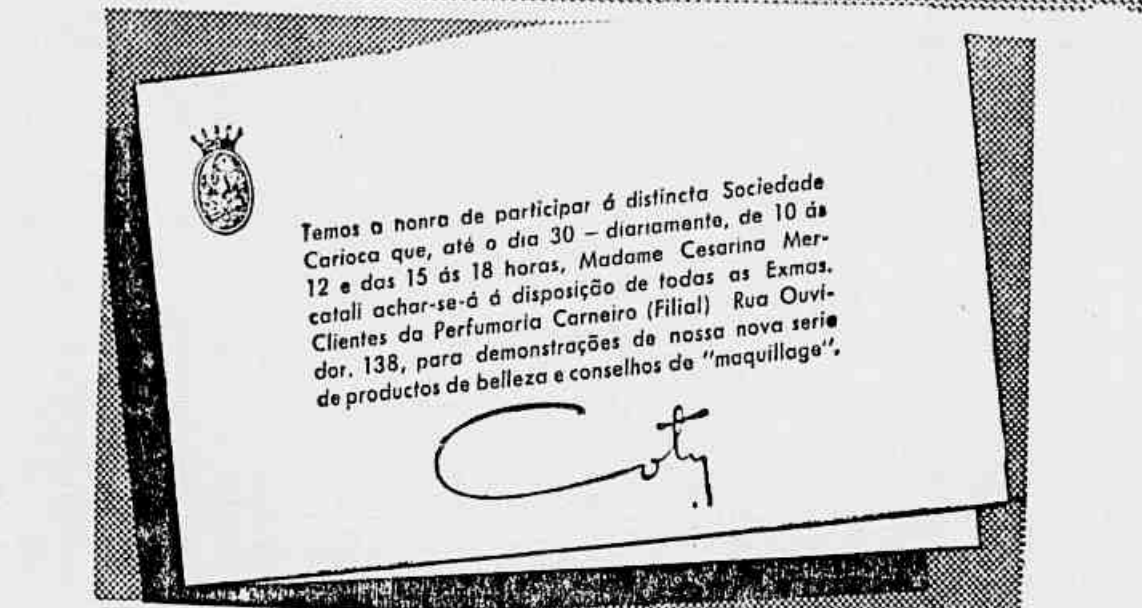 Temos a honra de participar á distincta Sociedade
Carioca que, até o dia 30 – diariamente, de 10 ás
12 e das 15 ás 18 horas, Madame Cesarina Mer-
catali achar-se-á á disposição de todas as Exmas.
Clientes da Perfumaria Carneiro (Filial) Rua Ouvi-
dor. 138, para demonstrações de nossa nova serie
de productos de belleza e conselhos de "maquillage".
Coty